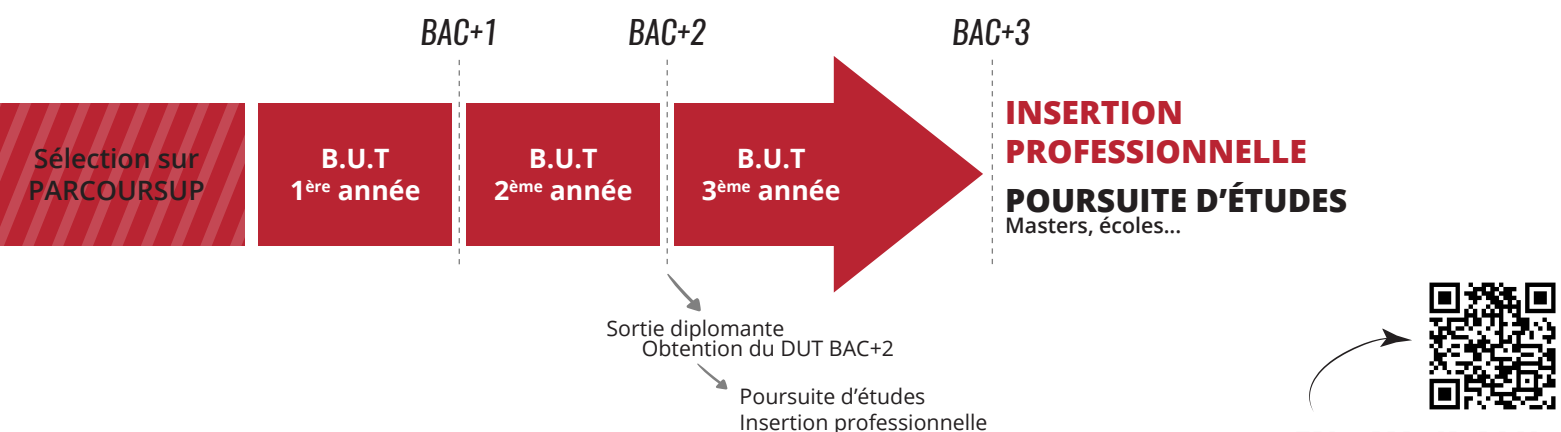 BAC+1
BAC+2
BAC+3
Sélection sur
PARCOURSUP
B.U.T
1ère année
B.U.T
2ème année
B.U.T
3ème année
INSERTION
PROFESSIONNELLE
POURSUITE D’ÉTUDES
Masters, écoles...
Sortie diplomante
Obtention du DUT BAC+2
Poursuite d’études
Insertion professionnelle